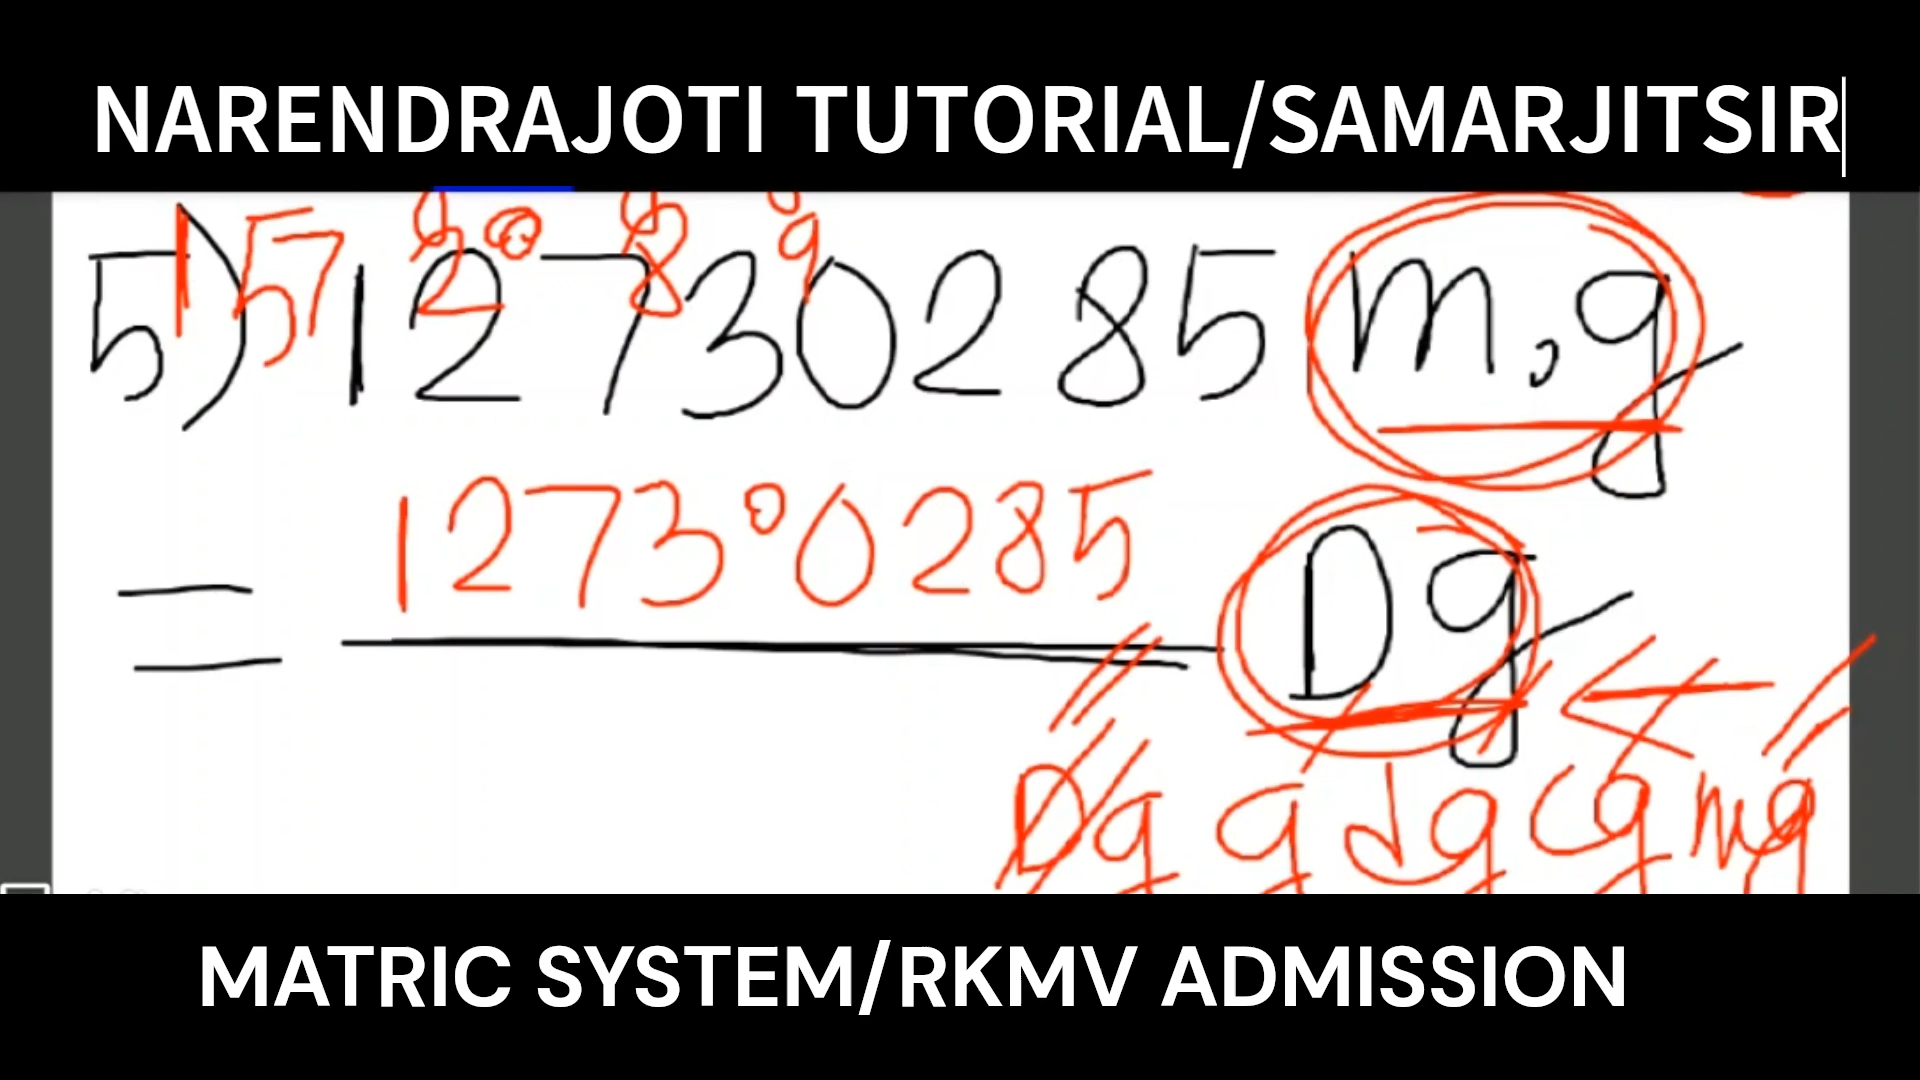 NARENDRAJOTI TUTORIAL/SAMARJITSIR
5) 12730285 m.g
= 1273.0285 Dg
Dg g dg cg mg
MATRIC SYSTEM/RKMV ADMISSION